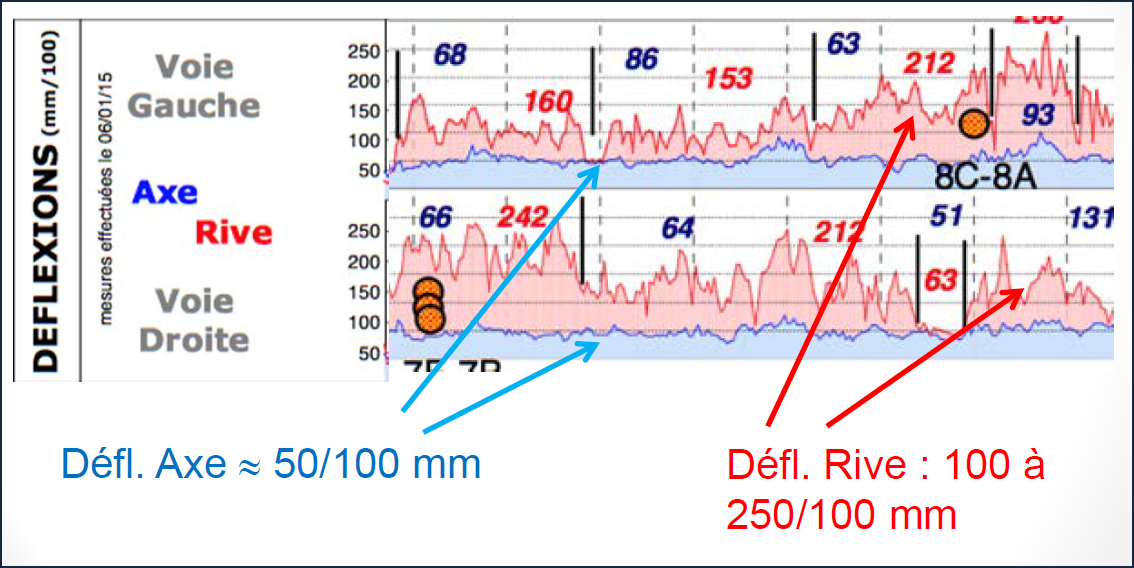 DEFLEXIONS (mm/100)
mesures effectuées le 06/01/15
Voie
Gauche
Axe
Rive
Voie
Droite
250
200
150
100
50
68
160
86
153
63
212
93
8C-8A
250
200
150
100
50
66
242
64
212
51
63
131
Défl. Axe ≈ 50/100 mm
Défl. Rive : 100 à
250/100 mm